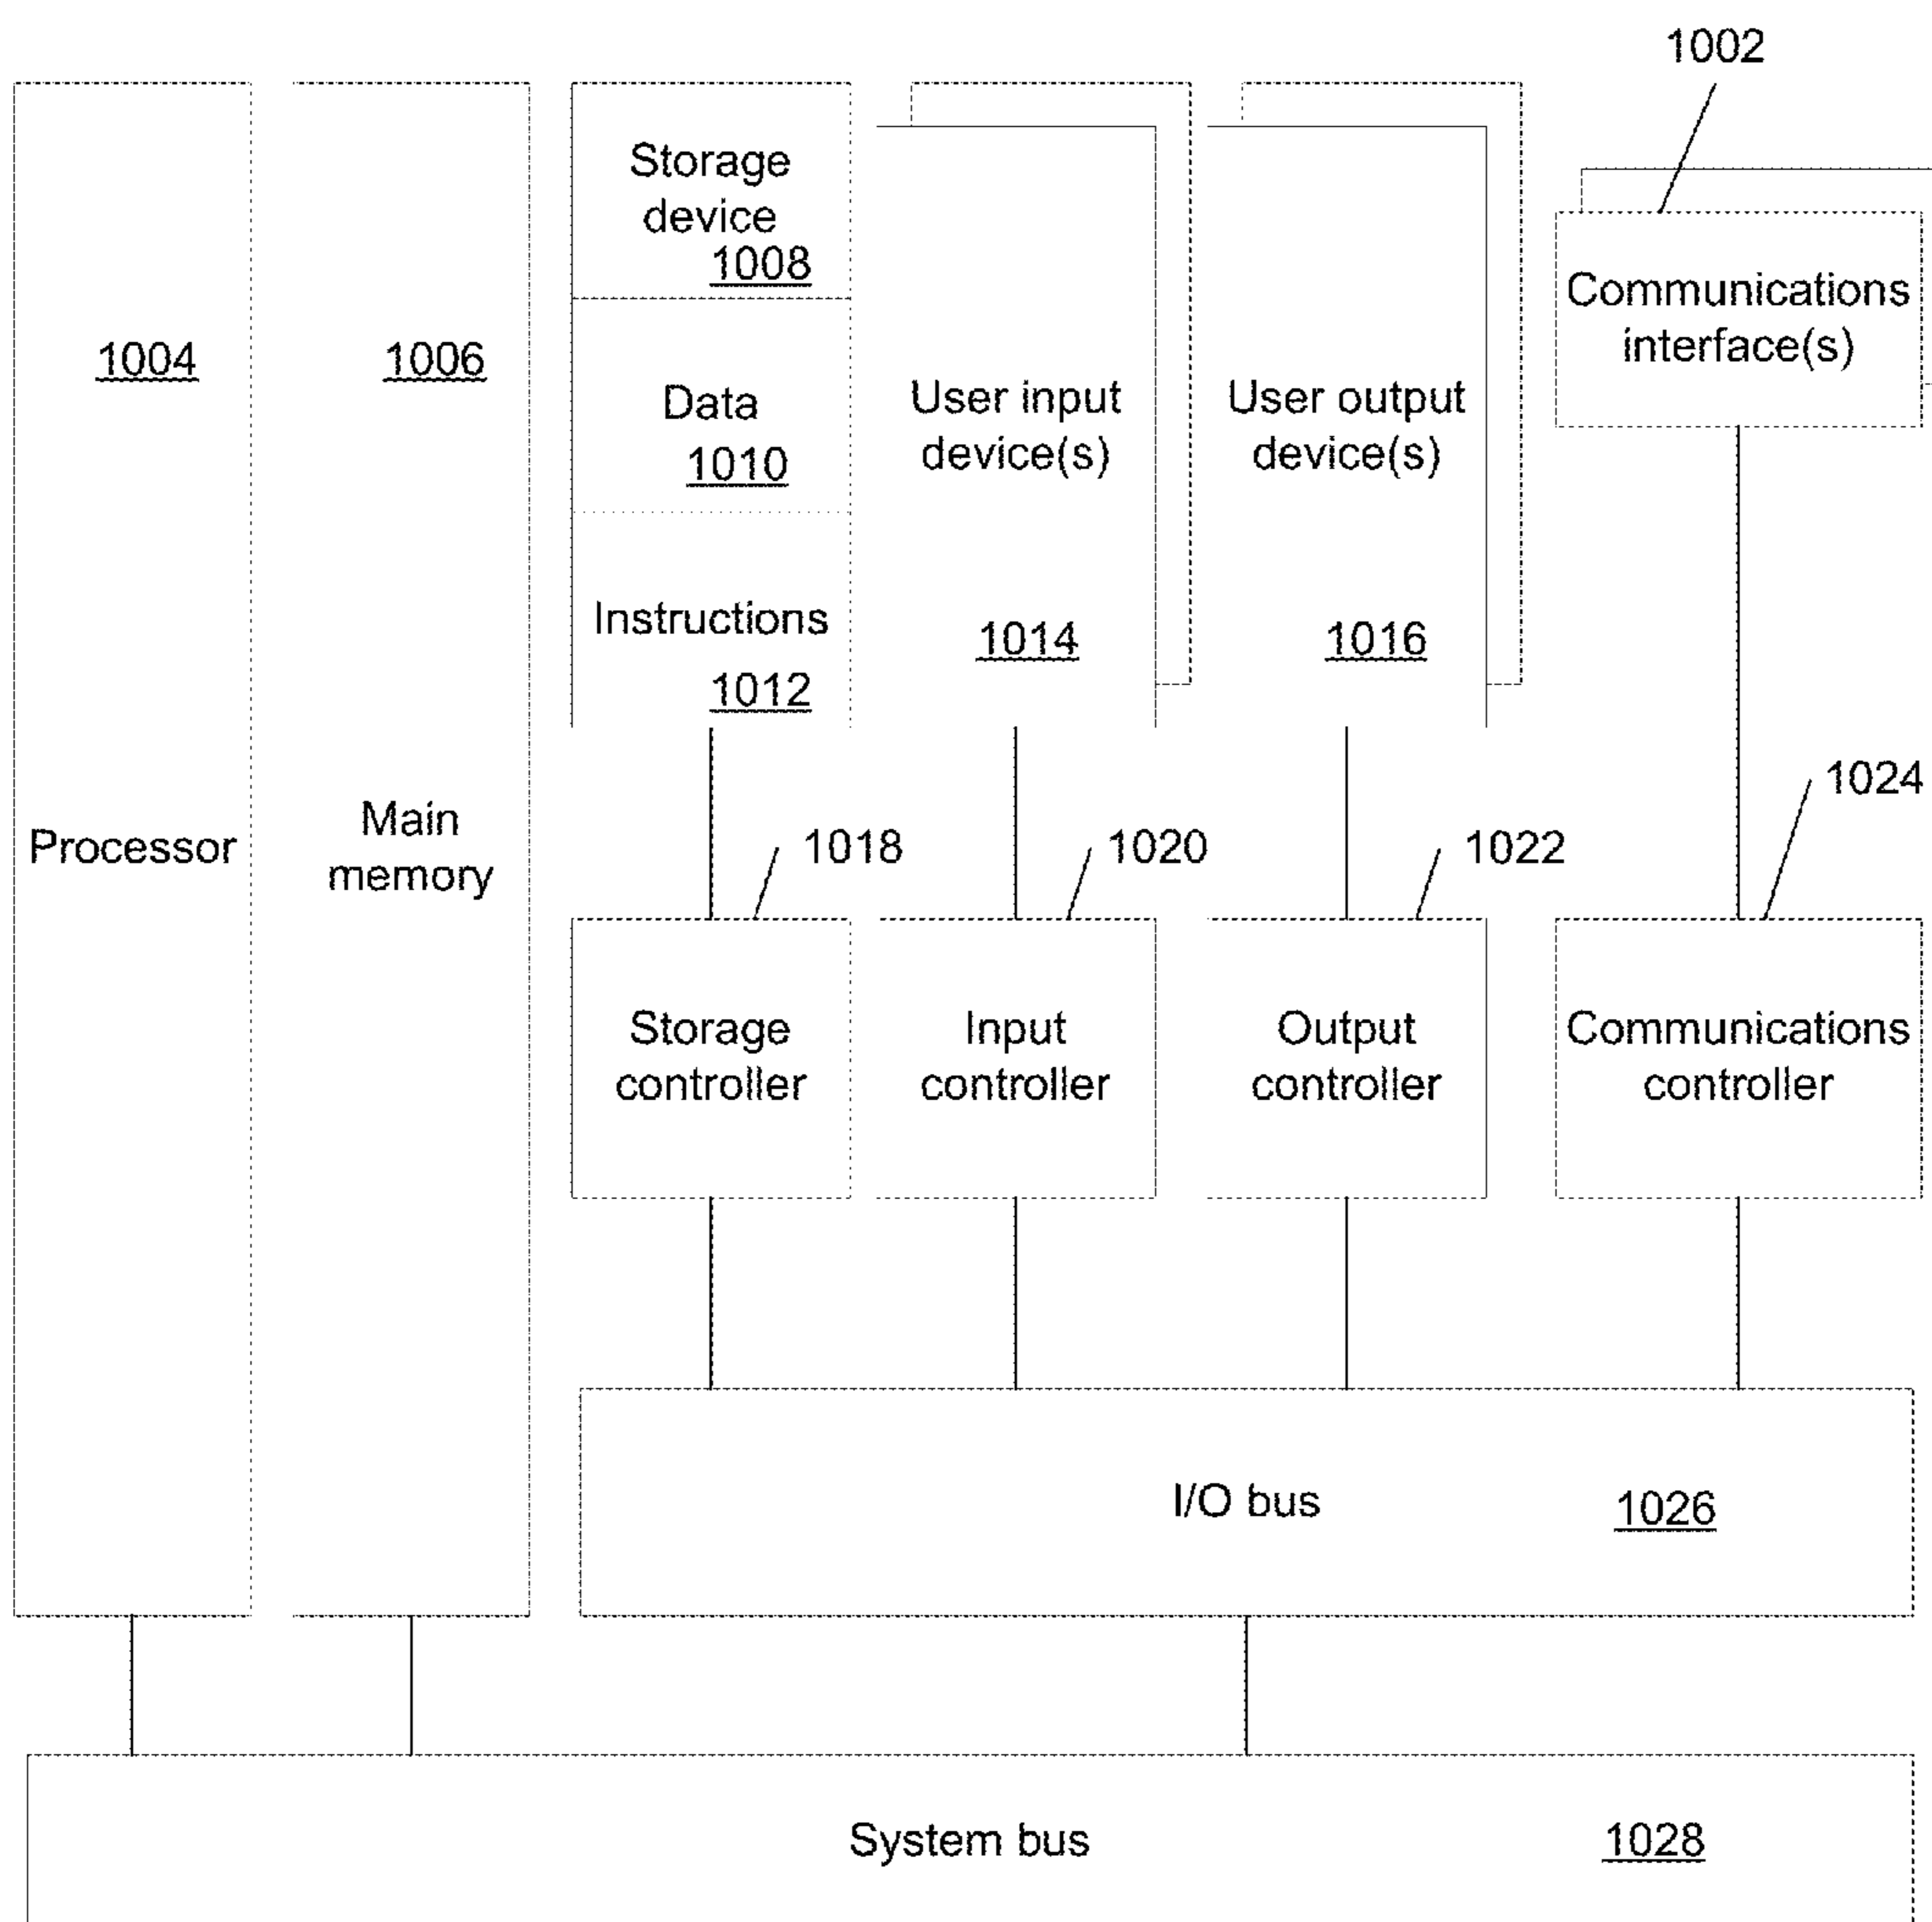 1002
Storage
device
1008
Communications
interface(s)
1004
1006
Data
1010
User input
device(s)
User output
device(s)
Instructions
1012
1014
1016
1024
Processor
Main
memory
1018
1020
1022
Storage
controller
Input
controller
Output
controller
Communications
controller
I/O bus
1026
System bus
1028